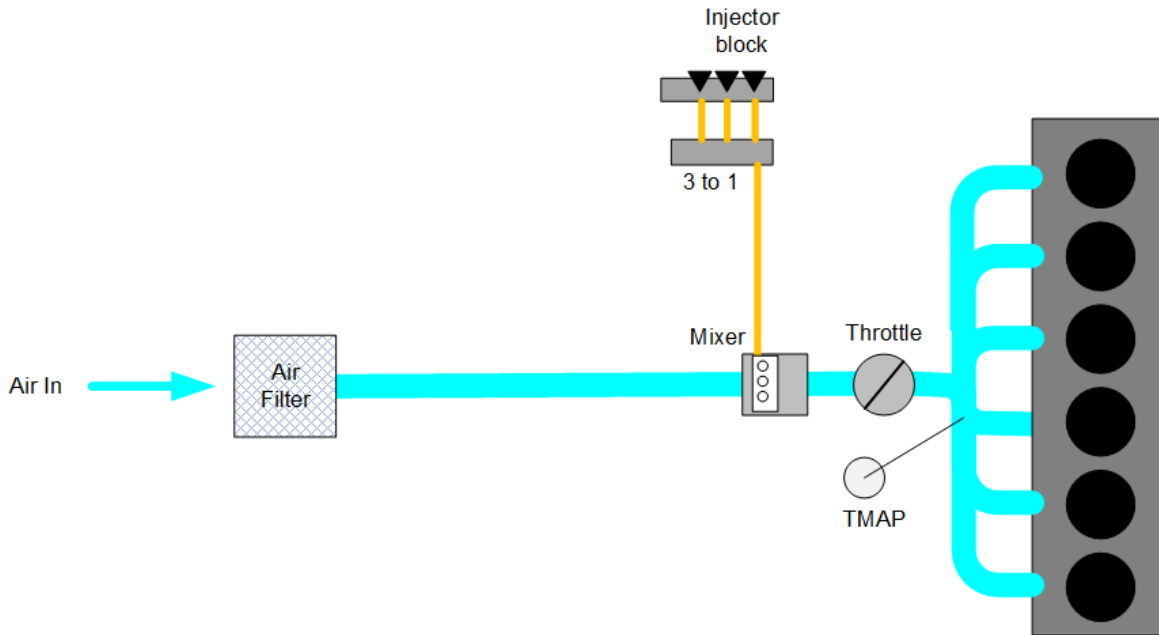 Injector
block
3 to 1
Mixer
Throttle
Air In
Air
Filter
TMAP